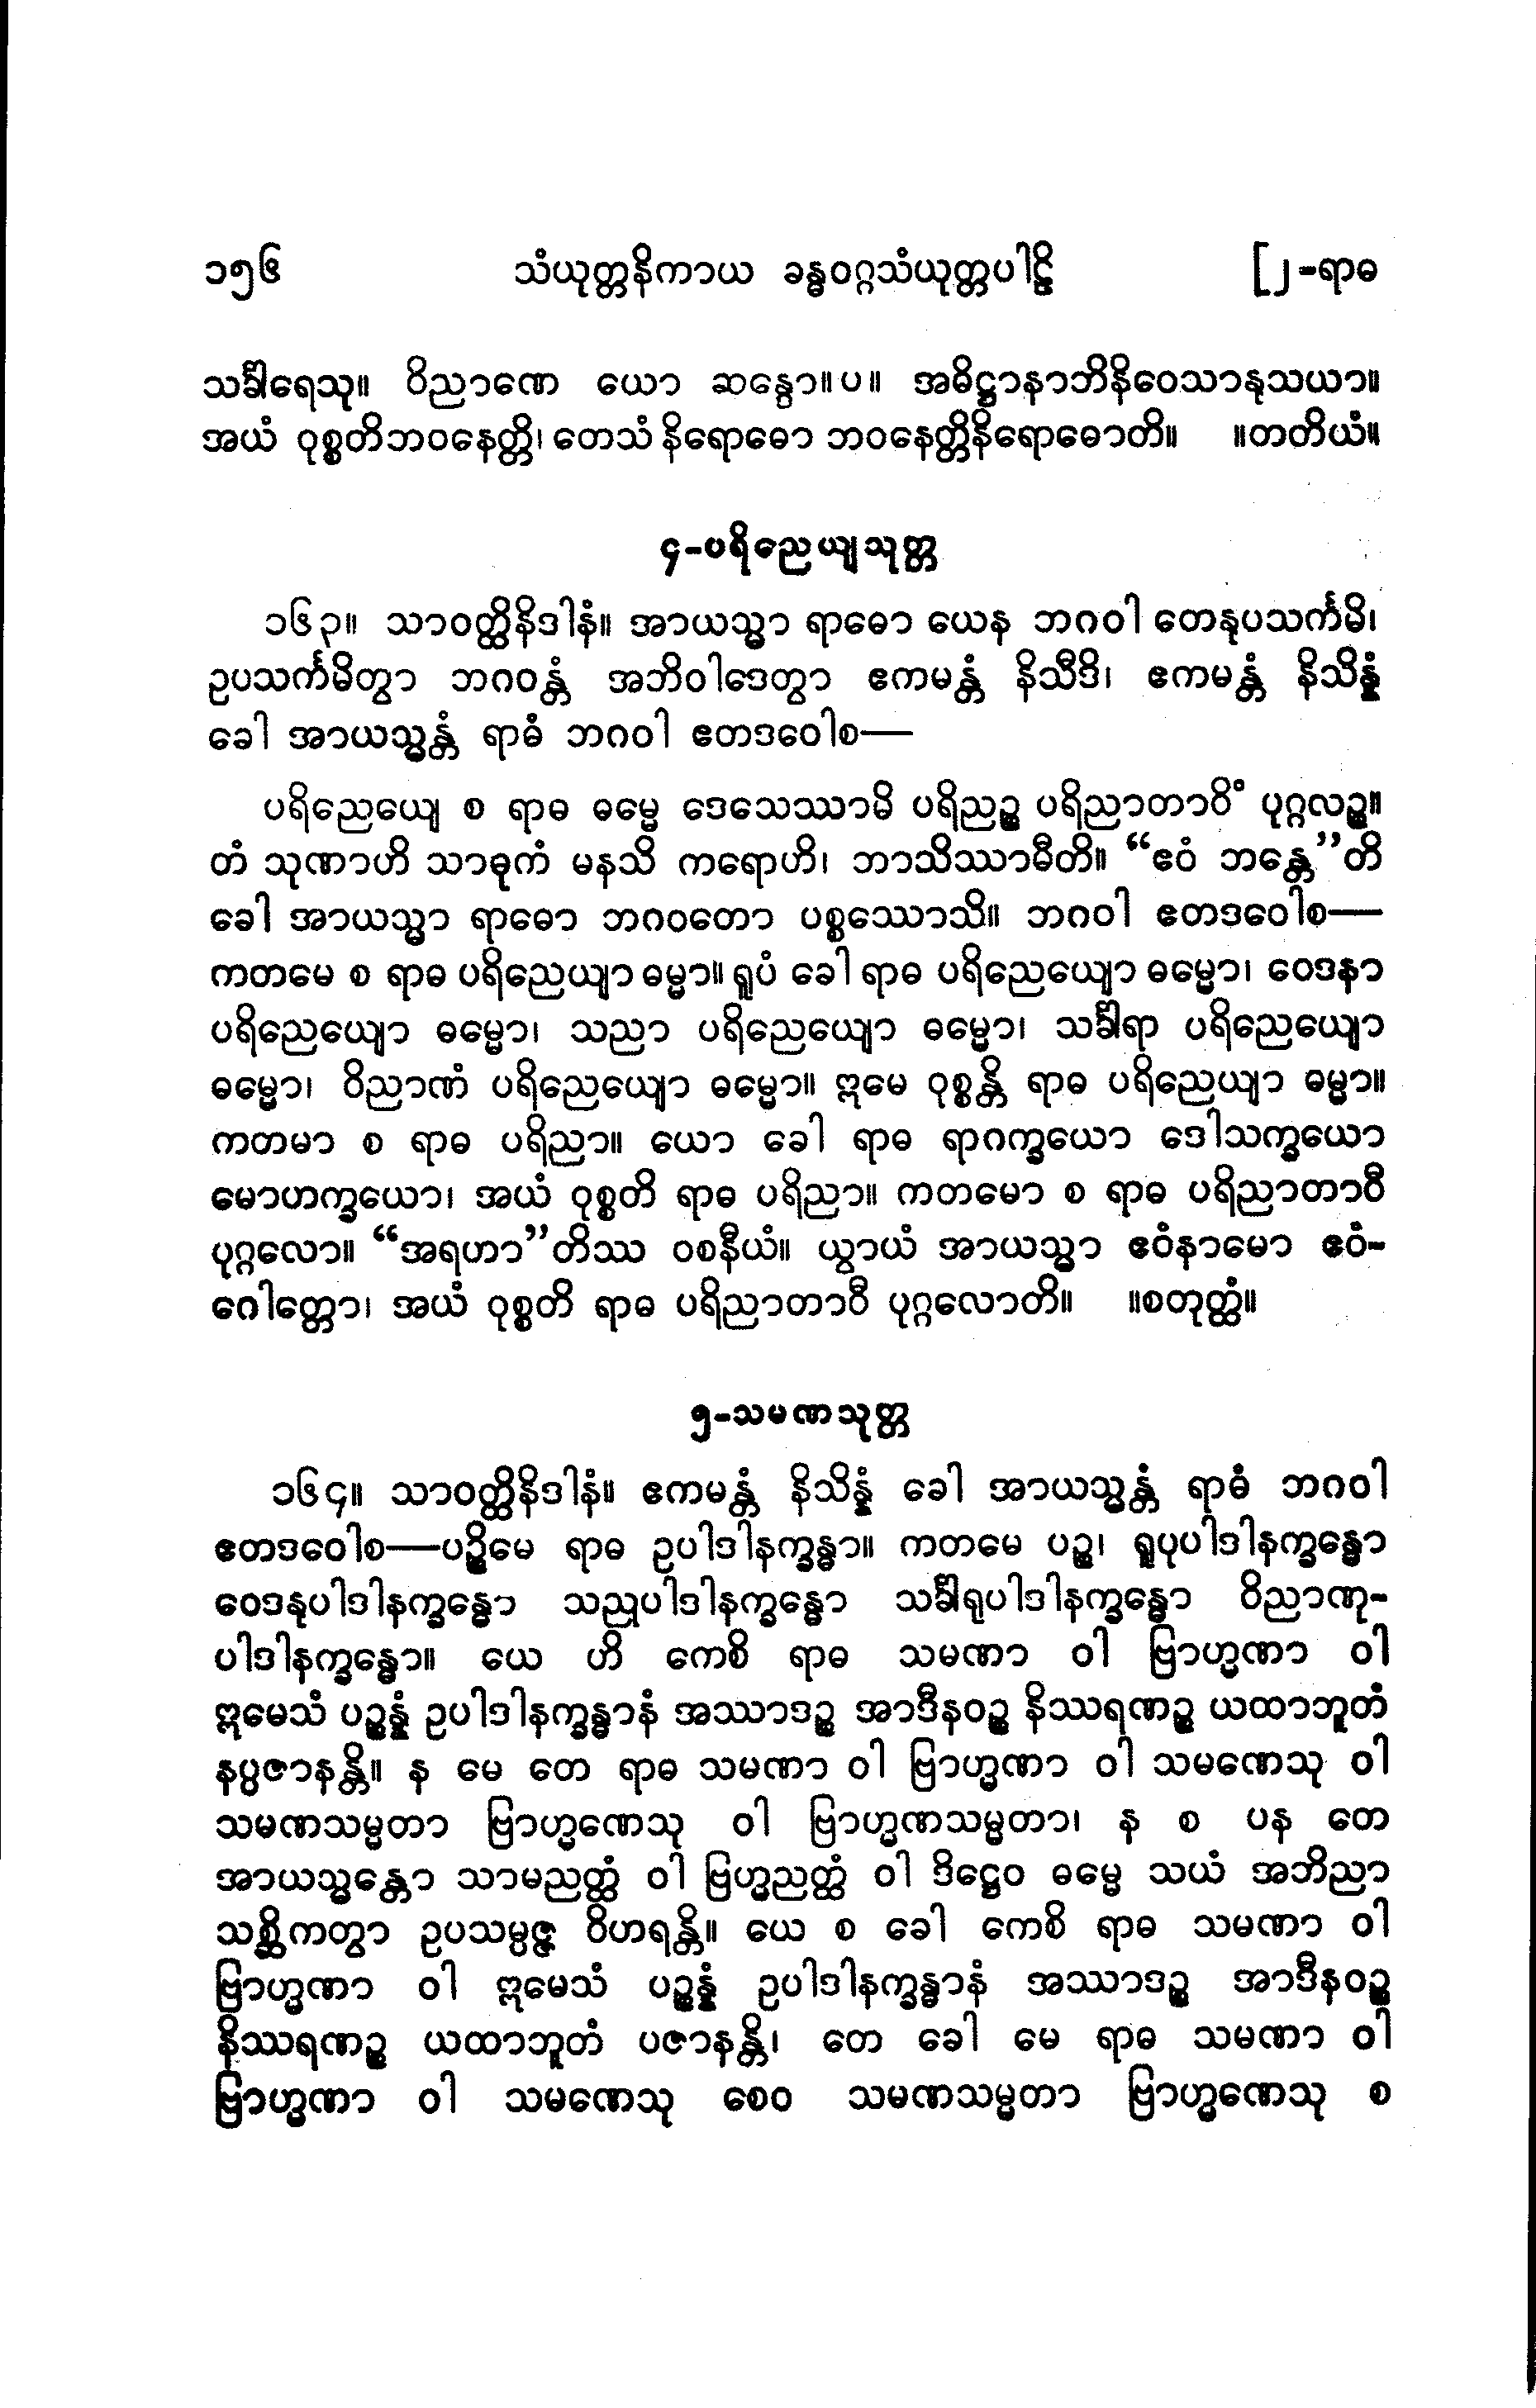 ၁၅၆ သံယုတ္တနိကာယ ခန္ဓဝဂ္ဂသံယုတ္တပါဠိ [၂-ရာဓ
သင်္ခါရေသု။ ဝိညာဏေ ယော ဆန္ဒော။ပ။ အဓိဋ္ဌာနာဘိနိဝေသာနုသယာ။
အယံ ဝုစ္စတိဘဝနေတ္တိ၊ တေသံ နိရောဓော ဘဝနေတ္တိနိရောဓောတိ။ ။တတိယံ။
၄-ပရိညေယျသုတ္တ
၁၆၃။ သာဝတ္ထိနိဒါနံ။ အာယသ္မာ ရာဓော ယေန ဘဂဝါ တေနုပသင်္ကမိ၊
ဥပသင်္ကမိတွာ ဘဂဝန္တံ အဘိဝါဒေတွာ ဧကမန္တံ နိသီဒိ၊ ဧကမန္တံ နိသိန္နံ
ခေါ အာယသ္မန္တံ ရာဓံ ဘဂဝါ ဧတဒဝေါစ—
ပရိညေယျေ စ ရာဓ ဓမ္မေ ဒေသေဿာမိ ပရိညဉ္စ ပရိညာတာဝိံ ပုဂ္ဂလဉ္စ။
တံ သုဏာဟိ သာဓုကံ မနသိ ကရောဟိ၊ ဘာသိဿာမီတိ။ “ဧဝံ ဘန္တေ”တိ
ခေါ အာယသ္မာ ရာဓော ဘဂဝတော ပစ္စဿောသိ။ ဘဂဝါ ဧတဒဝေါစ—
ကတမေ စ ရာဓ ပရိညေယျာ ဓမ္မာ။ ရူပံ ခေါ ရာဓ ပရိညေယျော ဓမ္မော၊ ဝေဒနာ
ပရိညေယျော ဓမ္မော၊ သညာ ပရိညေယျော ဓမ္မော၊ သင်္ခါရာ ပရိညေယျော
ဓမ္မော၊ ဝိညာဏံ ပရိညေယျော ဓမ္မော။ ဣမေ ဝုစ္စန္တိ ရာဓ ပရိညေယျာ ဓမ္မာ။
ကတမာ စ ရာဓ ပရိညာ။ ယော ခေါ ရာဓ ရာဂက္ခယော ဒေါသက္ခယော
မောဟက္ခယော၊ အယံ ဝုစ္စတိ ရာဓ ပရိညာ။ ကတမော စ ရာဓ ပရိညာတာဝီ
ပုဂ္ဂလော။ “အရဟာ”တိဿ ဝစနီယံ။ ယွာယံ အာယသ္မာ ဧဝံနာမော ဧဝံ-
ဂေါတ္တော၊ အယံ ဝုစ္စတိ ရာဓ ပရိညာတာဝီ ပုဂ္ဂလောတိ။ ။စတုတ္ထံ။
၅-သမဏသုတ္တ
၁၆၄။ သာဝတ္ထိနိဒါနံ။ ဧကမန္တံ နိသိန္နံ ခေါ အာယသ္မန္တံ ရာဓံ ဘဂဝါ
ဧတဒဝေါစ—ပဉ္စိမေ ရာဓ ဥပါဒါနက္ခန္ဓာ။ ကတမေ ပဉ္စ၊ ရူပုပါဒါနက္ခန္ဓော
ဝေဒနုပါဒါနက္ခန္ဓော သညုပါဒါနက္ခန္ဓော သင်္ခါရုပါဒါနက္ခန္ဓော ဝိညာဏု-
ပါဒါနက္ခန္ဓော။ ယေ ဟိ ကေစိ ရာဓ သမဏာ ဝါ ဗြာဟ္မဏာ ဝါ
ဣမေသံ ပဉ္စန္နံ ဥပါဒါနက္ခန္ဓာနံ အဿာဒဉ္စ အာဒီနဝဉ္စ နိဿရဏဉ္စ ယထာဘူတံ
နပ္ပဇာနန္တိ။ န မေ တေ ရာဓ သမဏာ ဝါ ဗြာဟ္မဏာ ဝါ သမဏေသု ဝါ
သမဏသမ္မတာ ဗြာဟ္မဏေသု ဝါ ဗြာဟ္မဏသမ္မတာ၊ န စ ပန တေ
အာယသ္မန္တော သာမညတ္ထံ ဝါ ဗြဟ္မညတ္ထံ ဝါ ဒိဋ္ဌေဝ ဓမ္မေ သယံ အဘိညာ
သစ္ဆိကတွာ ဥပသမ္ပဇ္ဇ ဝိဟရန္တိ။ ယေ စ ခေါ ကေစိ ရာဓ သမဏာ ဝါ
ဗြာဟ္မဏာ ဝါ ဣမေသံ ပဉ္စန္နံ ဥပါဒါနက္ခန္ဓာနံ အဿာဒဉ္စ အာဒီနဝဉ္စ
နိဿရဏဉ္စ ယထာဘူတံ ပဇာနန္တိ၊ တေ ခေါ မေ ရာဓ သမဏာ ဝါ
ဗြာဟ္မဏာ ဝါ သမဏေသု စေဝ သမဏသမ္မတာ ဗြာဟ္မဏေသု စ